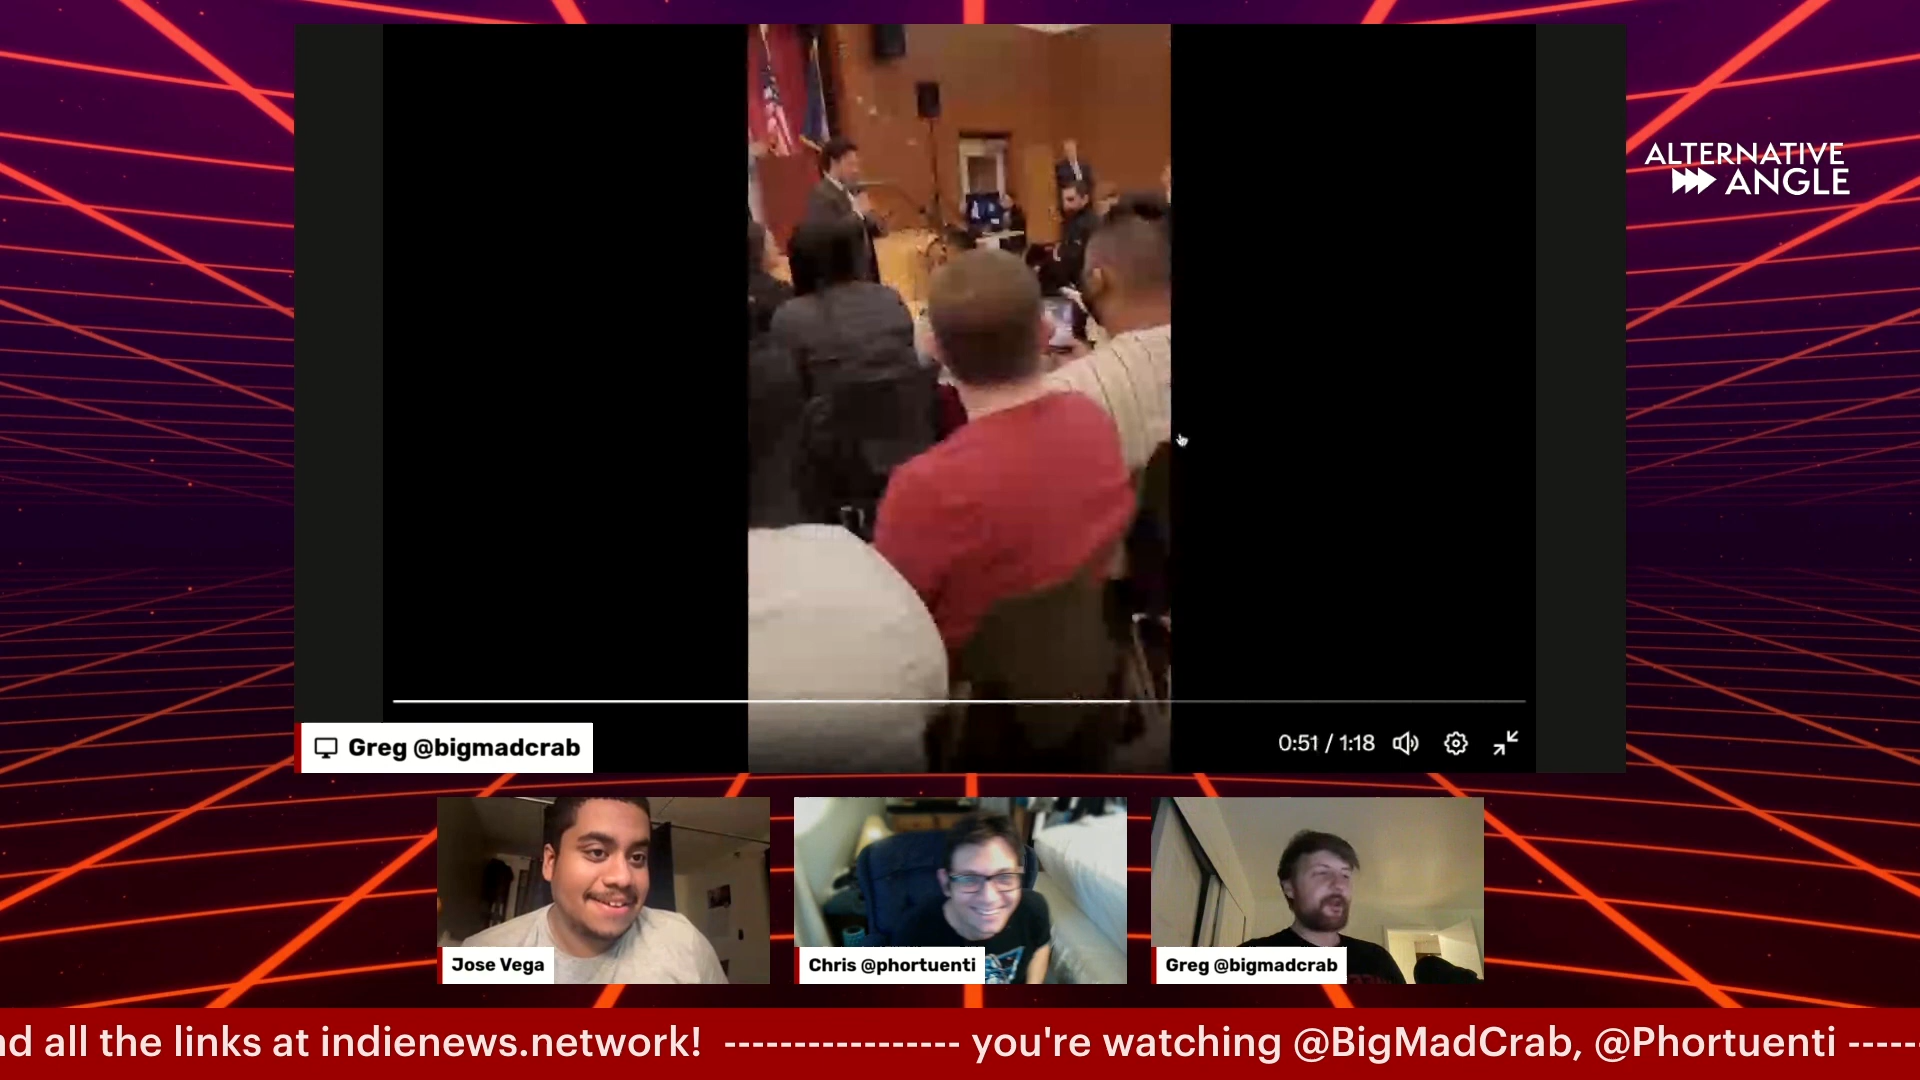 ALTERNATIVE
ANGLE
Greg @bigmadcrab
0:51 / 1:18
Jose Vega
Chris @phortuenti
Greg @bigmadcrab
nd all the links at indienews.network! ----------------- you're watching @BigMadCrab, @Phortuenti ------